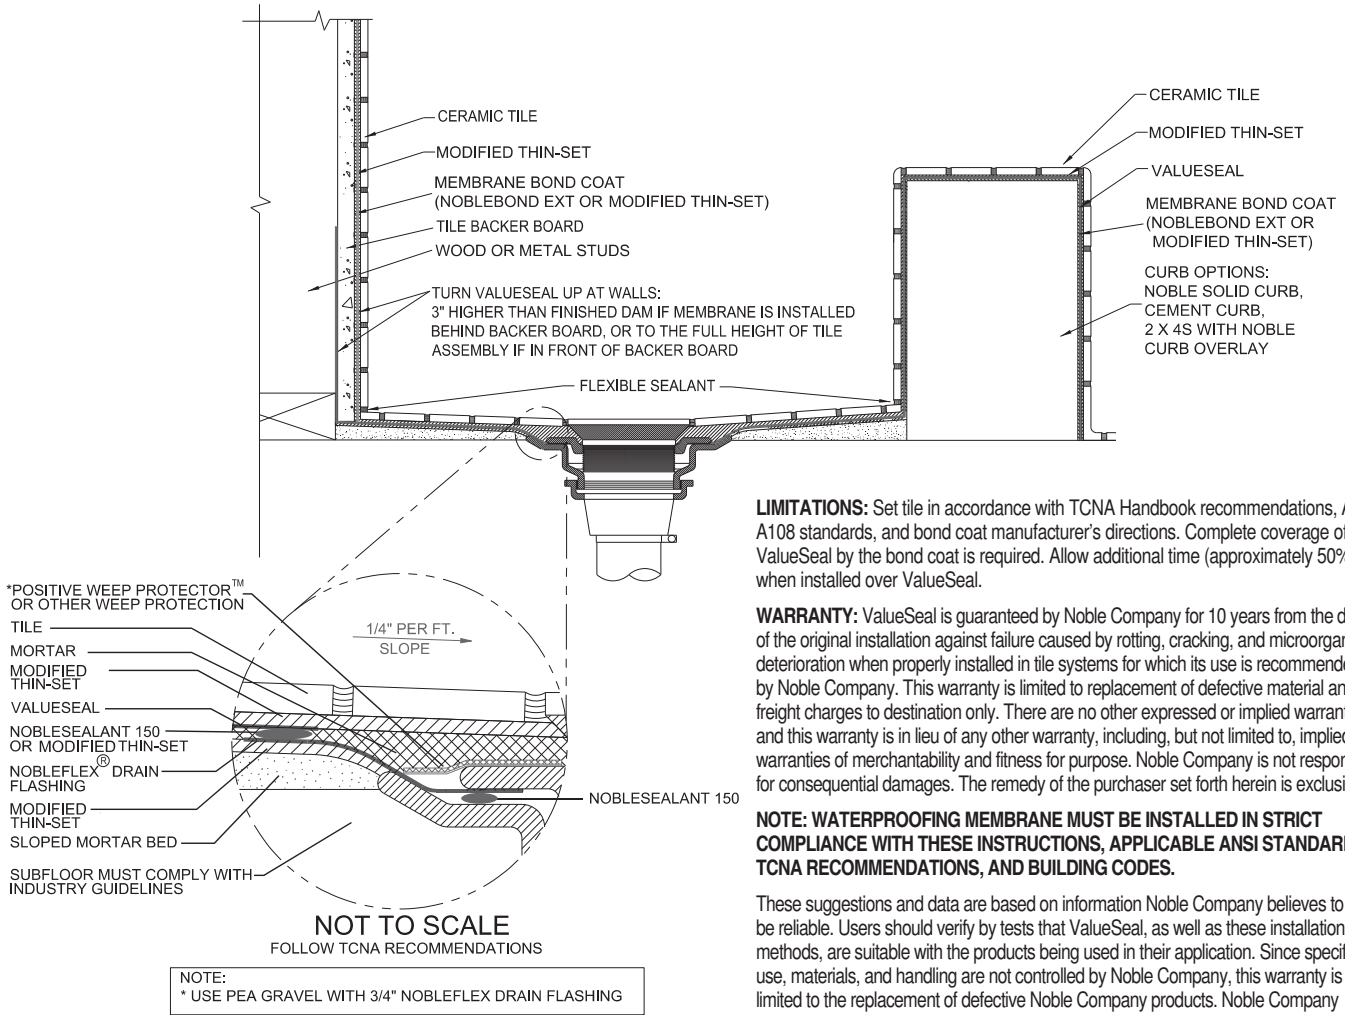 CERAMIC TILE
MODIFIED THIN-SET
MEMBRANE BOND COAT
(NOBLEBOND EXT OR MODIFIED THIN-SET)
TILE BACKER BOARD
WOOD OR METAL STUDS
TURN VALUESEAL UP AT WALLS:
3" HIGHER THAN FINISHED DAM IF MEMBRANE IS INSTALLED
BEHIND BACKER BOARD, OR TO THE FULL HEIGHT OF TILE
ASSEMBLY IF IN FRONT OF BACKER BOARD
FLEXIBLE SEALANT
CERAMIC TILE
MODIFIED THIN-SET
VALUESEAL
MEMBRANE BOND COAT
(NOBLEBOND EXT OR
MODIFIED THIN-SET)
CURB OPTIONS:
NOBLE SOLID CURB,
CEMENT CURB,
2 X 4S WITH NOBLE
CURB OVERLAY
*POSITIVE WEEP PROTECTOR™
OR OTHER WEEP PROTECTION
TILE
MORTAR
MODIFIED
THIN-SET
VALUESEAL
NOBLESEALANT 150
OR MODIFIED THIN-SET
NOBLEFLEX® DRAIN
FLASHING
MODIFIED
THIN-SET
SLOPED MORTAR BED
SUBFLOOR MUST COMPLY WITH
INDUSTRY GUIDELINES
1/4" PER FT.
SLOPE
NOBLESEALANT 150
NOT TO SCALE
FOLLOW TCNA RECOMMENDATIONS
NOTE:
* USE PEA GRAVEL WITH 3/4" NOBLEFLEX DRAIN FLASHING
LIMITATIONS: Set tile in accordance with TCNA Handbook recommendations,
A108 standards, and bond coat manufacturer's directions. Complete coverage of
ValueSeal by the bond coat is required. Allow additional time (approximately 50%
when installed over ValueSeal.
WARRANTY: ValueSeal is guaranteed by Noble Company for 10 years from the
of the original installation against failure caused by rotting, cracking, and
deterioration when properly installed in tile systems for which its use is
by Noble Company. This warranty is limited to replacement of defective material
freight charges to destination only. There are no other expressed or implied
and this warranty is in lieu of any other warranty, including, but not limited to,
warranties of merchantability and fitness for purpose. Noble Company is not
for consequential damages. The remedy of the purchaser set forth herein is
NOTE: WATERPROOFING MEMBRANE MUST BE INSTALLED IN STRICT
COMPLIANCE WITH THESE INSTRUCTIONS, APPLICABLE ANSI
TCNA RECOMMENDATIONS, AND BUILDING CODES.
These suggestions and data are based on information Noble Company believes to
be reliable. Users should verify by tests that ValueSeal, as well as these installation
methods, are suitable with the products being used in their application. Since
use, materials, and handling are not controlled by Noble Company, this warranty is
limited to the replacement of defective Noble Company products. Noble Company